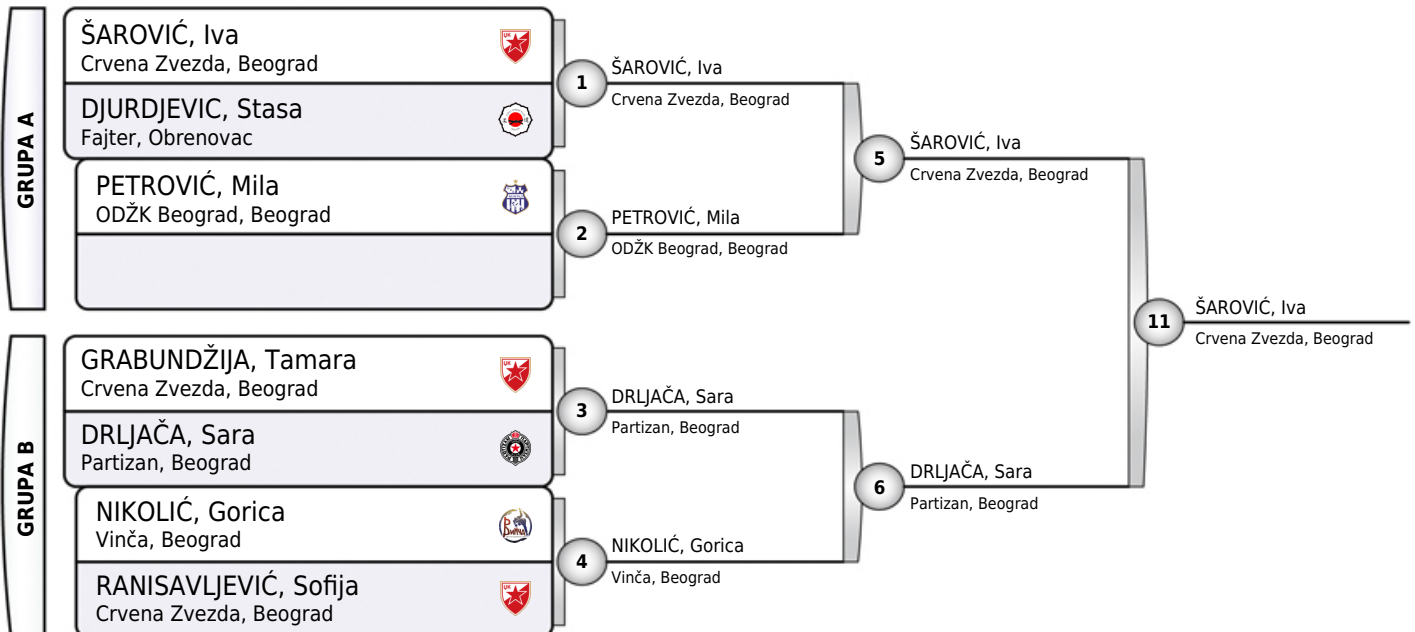 GRUPA A
ŠAROVIĆ, Iva
Crvena Zvezda, Beograd
DJURDJEVIC, Stasa
Fajter, Obrenovac
PETROVIĆ, Mila
ODŽK Beograd, Beograd
1
ŠAROVIĆ, Iva
Crvena Zvezda, Beograd
2
PETROVIĆ, Mila
ODŽK Beograd, Beograd
5
ŠAROVIĆ, Iva
Crvena Zvezda, Beograd
GRUPA B
GRABUNDŽIJA, Tamara
Crvena Zvezda, Beograd
DRLJAČA, Sara
Partizan, Beograd
NIKOLIĆ, Gorica
Vinča, Beograd
RANISAVLJEVIĆ, Sofija
Crvena Zvezda, Beograd
3
DRLJAČA, Sara
Partizan, Beograd
4
NIKOLIĆ, Gorica
Vinča, Beograd
6
DRLJAČA, Sara
Partizan, Beograd
11
ŠAROVIĆ, Iva
Crvena Zvezda, Beograd